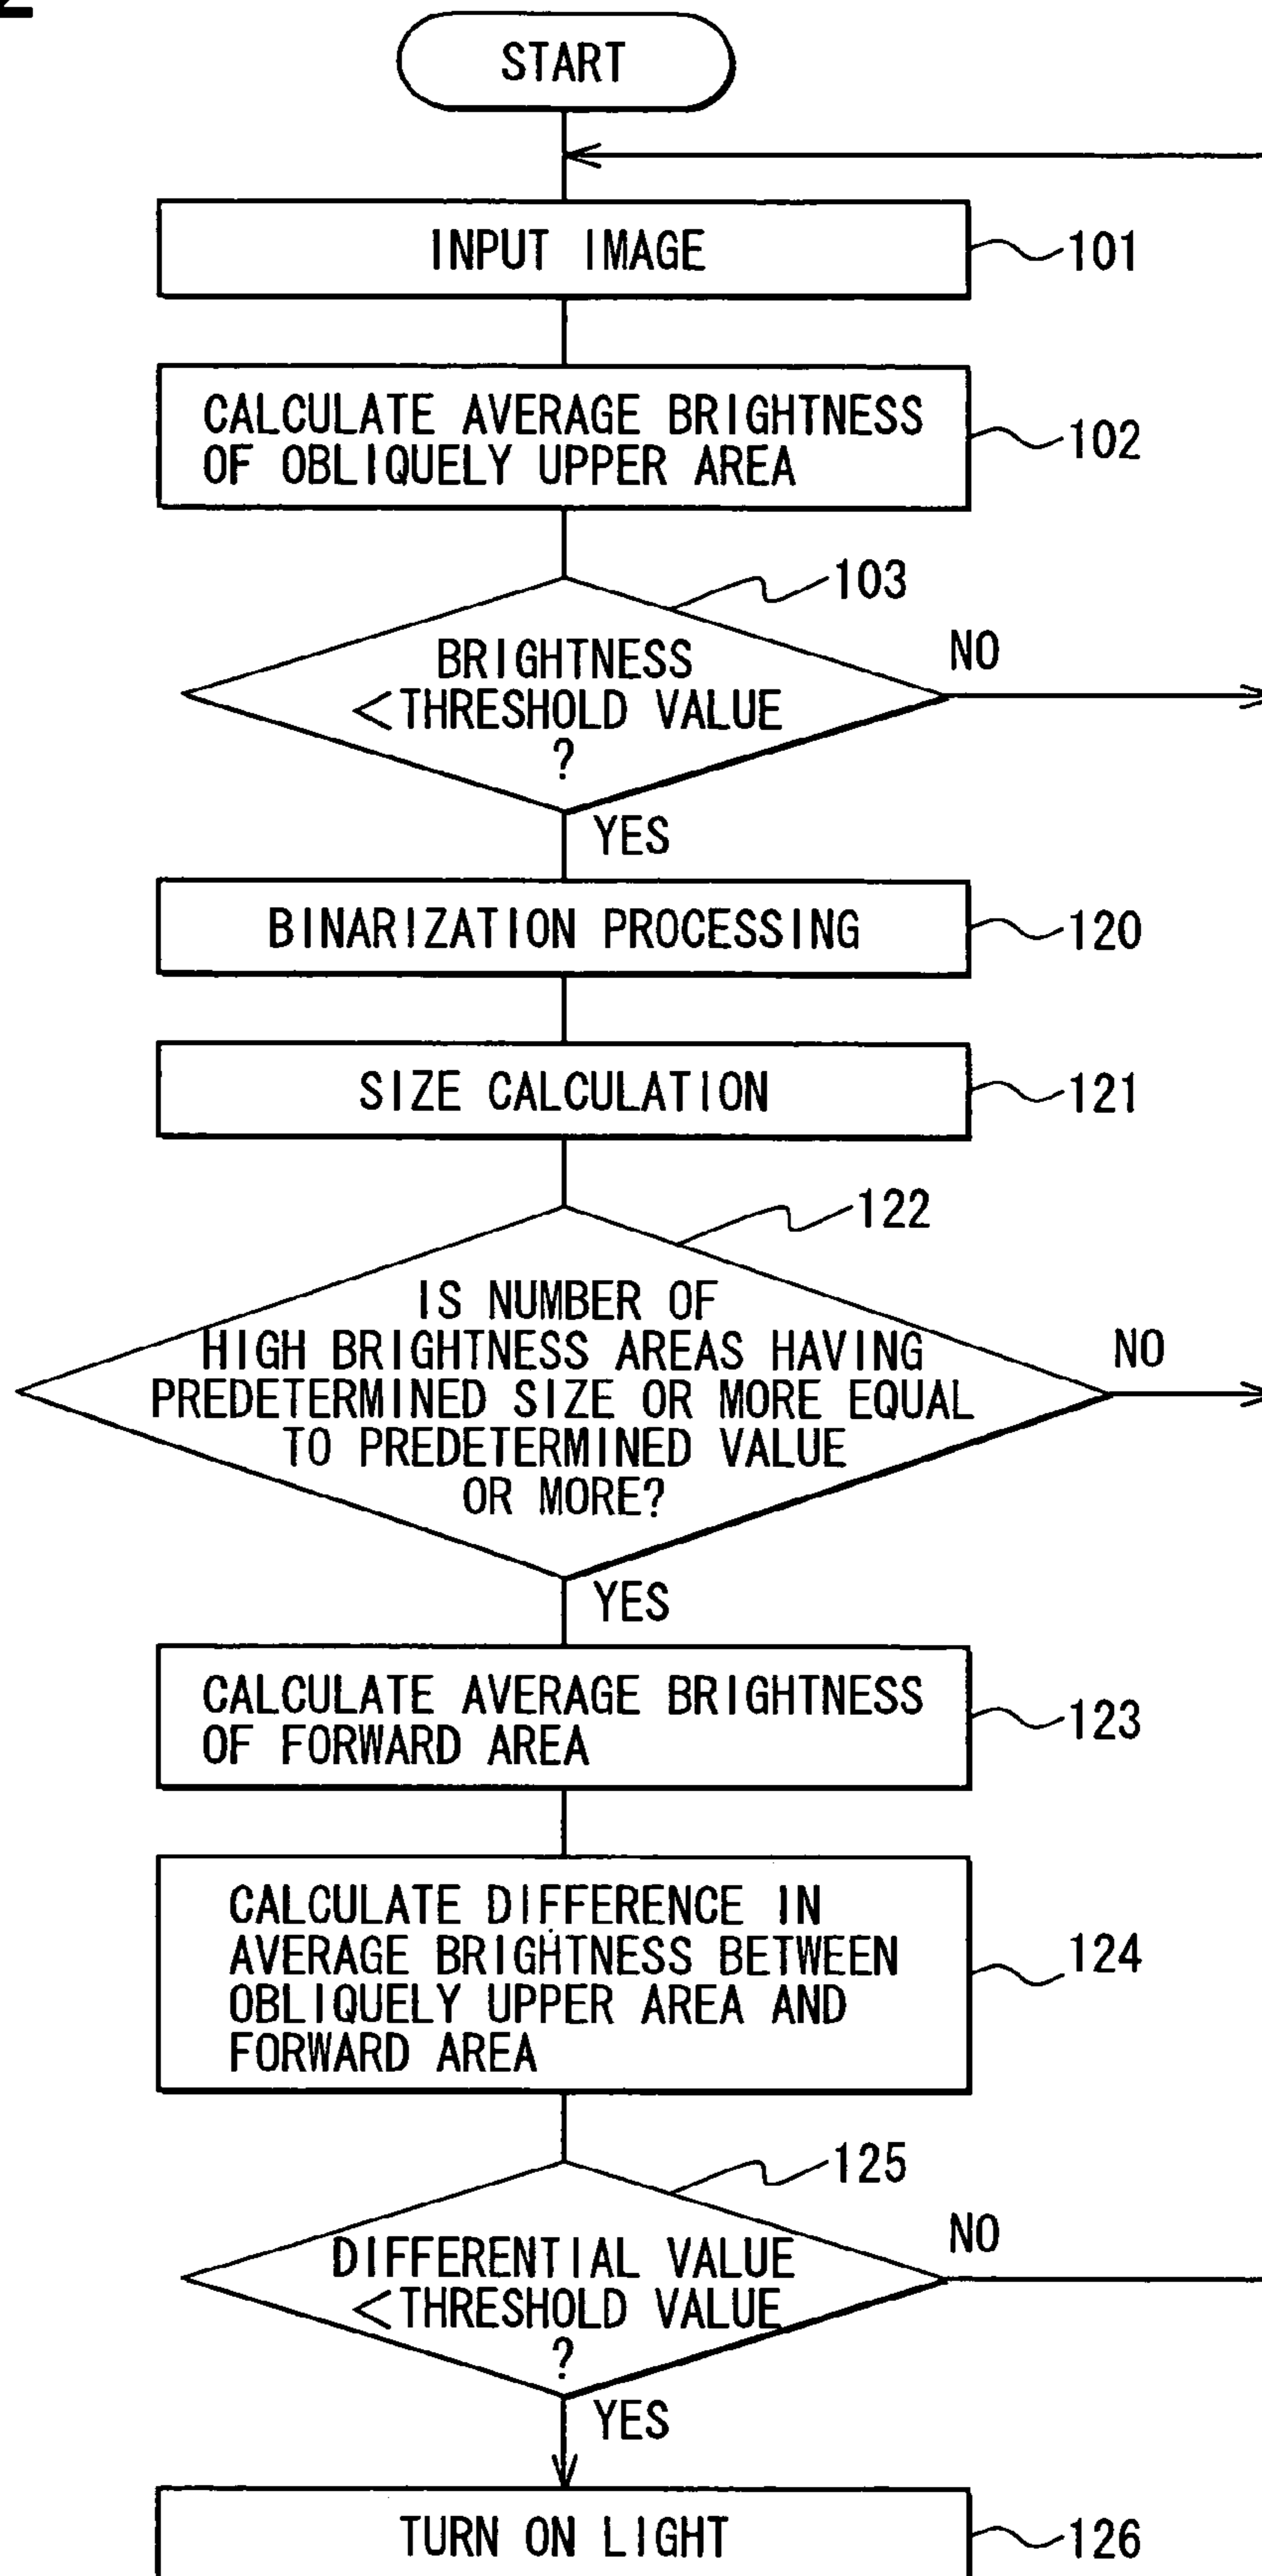 START
INPUT IMAGE
101
CALCULATE AVERAGE BRIGHTNESS
OF OBLIQUELY UPPER AREA
102
103
BRIGHTNESS
<THRESHOLD VALUE
?
NO
YES
BINARIZATION PROCESSING
120
SIZE CALCULATION
121
122
IS NUMBER OF
HIGH BRIGHTNESS AREAS HAVING
PREDETERMINED SIZE OR MORE EQUAL
TO PREDETERMINED VALUE
OR MORE?
NO
YES
CALCULATE AVERAGE BRIGHTNESS
OF FORWARD AREA
123
CALCULATE DIFFERENCE IN
AVERAGE BRIGHTNESS BETWEEN
OBLIQUELY UPPER AREA AND
FORWARD AREA
124
125
DIFFERENTIAL VALUE
<THRESHOLD VALUE
?
NO
YES
TURN ON LIGHT
126